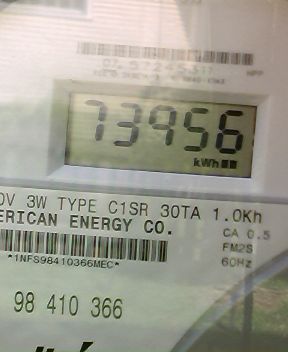 73956
kWh
0V 3W TYPE C1SR 30TA 1.0Kh
ERICAN ENERGY CO.
CA 0.5
FM2S
*1NFS98410366MEC*
60Hz
98 410 366